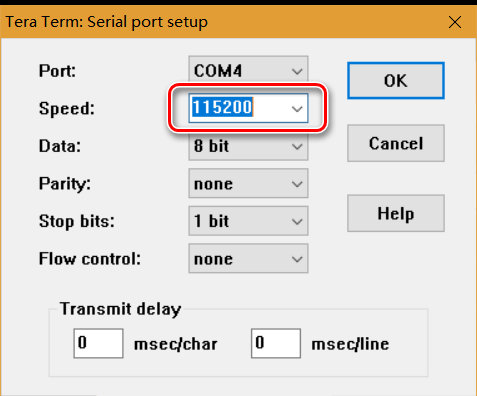 Tera Term: Serial port setup
Port: COM4 OK
Speed: 115200
Data: 8 bit Cancel
Parity: none
Stop bits: 1 bit Help
Flow control: none
Transmit delay
0 msec/char 0 msec/line